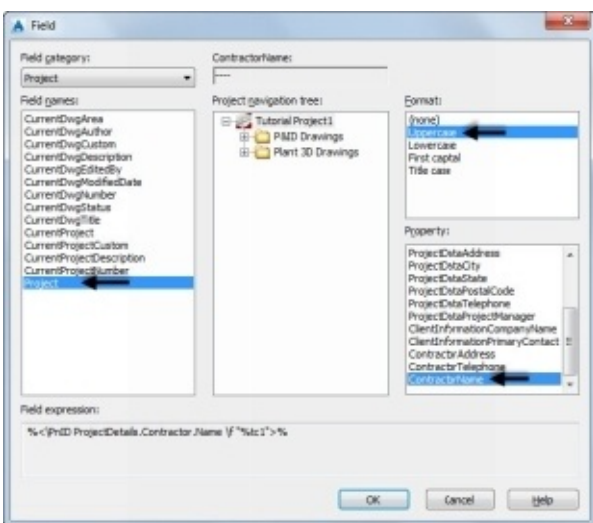 Field
Field category:
Project
ContractorName:
----
Field names:
CurrentDwgArea
CurrentDwgAuthor
CurrentDwgCustom
CurrentDwgDescription
CurrentDwgEditedBy
CurrentDwgModifiedDate
CurrentDwgNumber
CurrentDwgStatus
CurrentDwgTitle
CurrentProject
CurrentProjectCustom
CurrentProjectDescription
CurrentProjectNumber
Project
Project navigation tree:
Tutorial Project1
P&ID Drawings
Plant 3D Drawings
Format:
(none)
Uppercase
Lowercase
First capital
Title case
Property:
ProjectDataAddress
ProjectDataCity
ProjectDataState
ProjectDataPostalCode
ProjectDataTelephone
ProjectDataProjectManager
ClientInformationCompanyName
ClientInformationPrimaryContact
ContractorAddress
ContractorTelephone
ContractorName
Field expression:
%<\PnID ProjectDetails.Contractor.Name \f "%tc1">%
OK
Cancel
Help